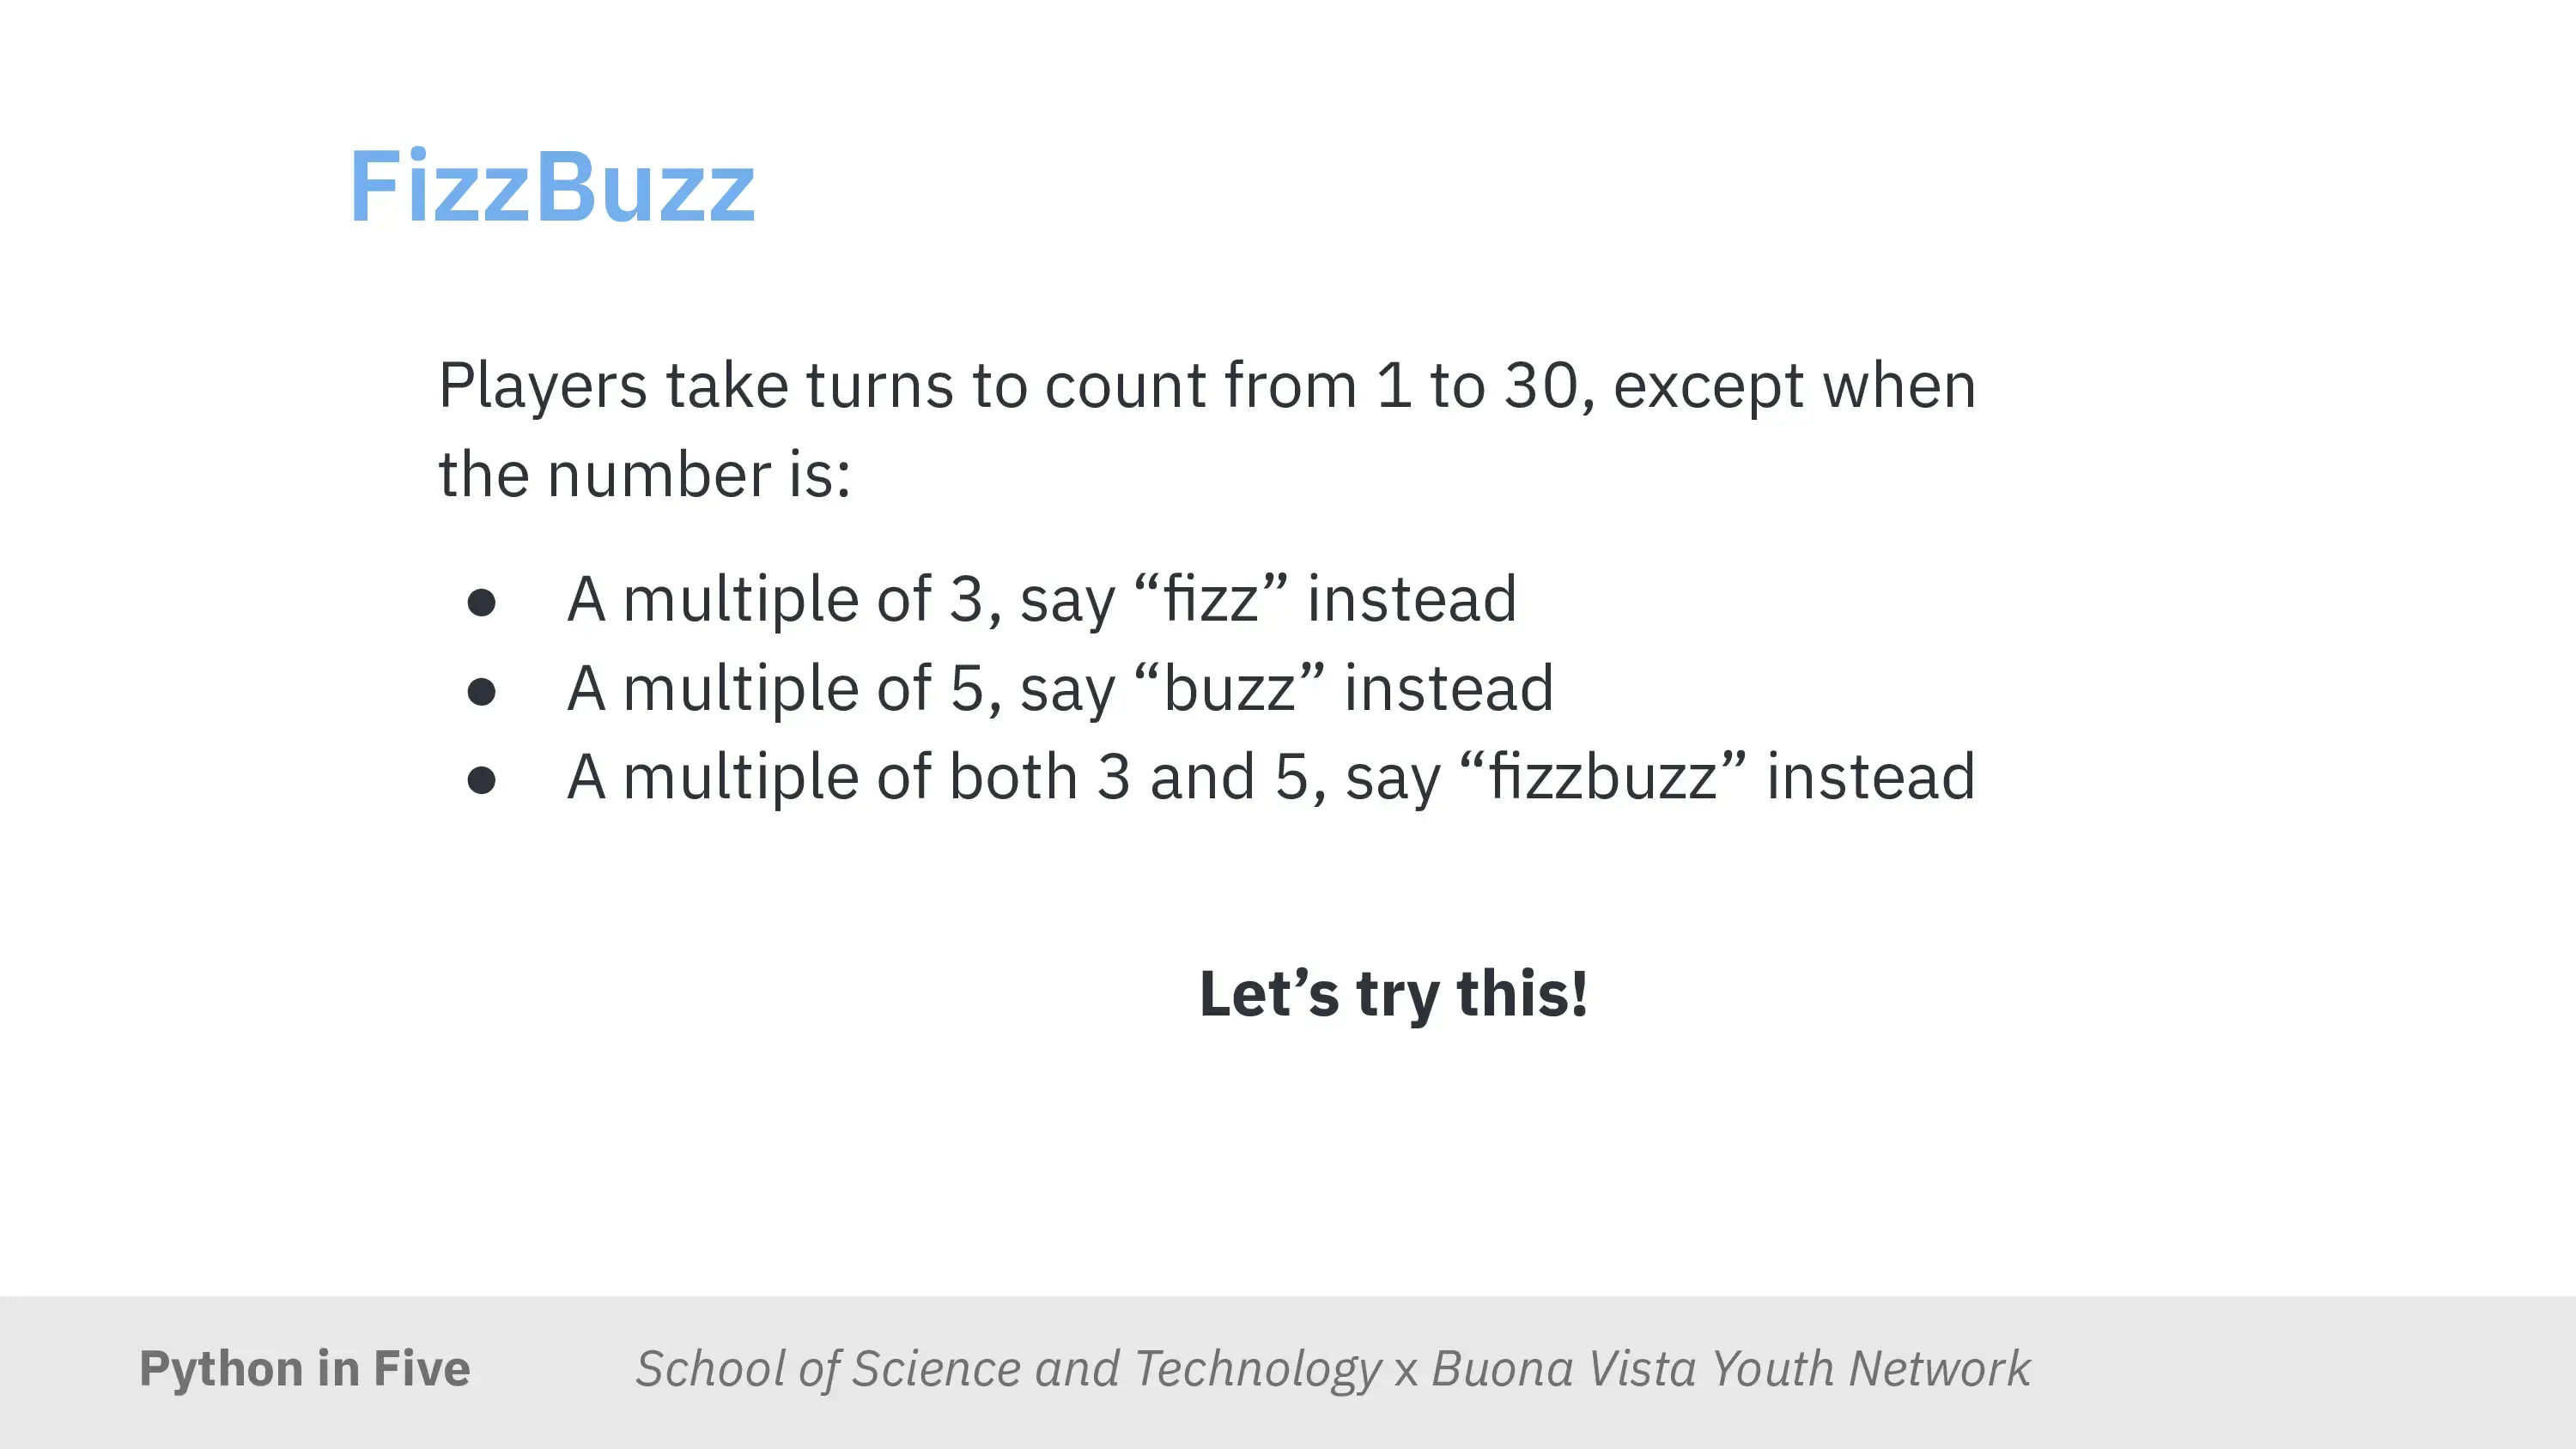 FizzBuzz
Players take turns to count from 1 to 30, except when
the number is:
● A multiple of 3, say “fizz” instead
● A multiple of 5, say “buzz” instead
● A multiple of both 3 and 5, say “fizzbuzz” instead
Let’s try this!
Python in Five School of Science and Technology x Buona Vista Youth Network